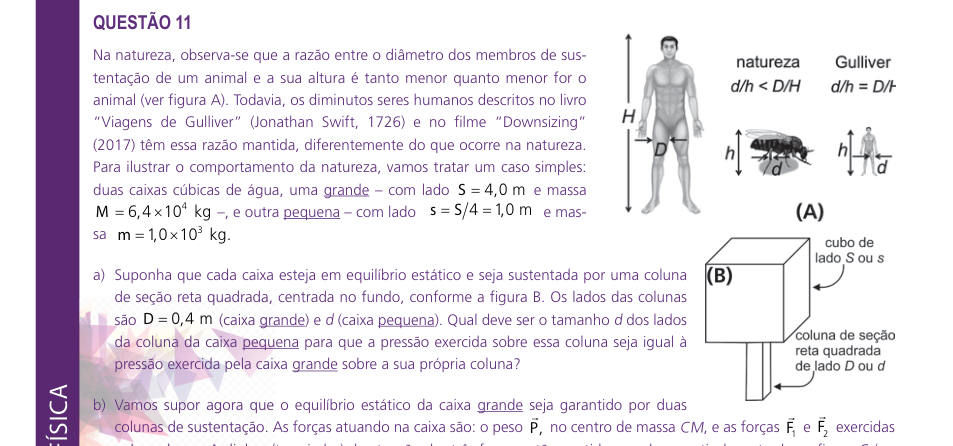 QUESTÃO 11
Na natureza, observa-se que a razão entre o diâmetro dos membros de sus-
tentação de um animal e a sua altura é tanto menor quanto menor for o
animal (ver figura A). Todavia, os diminutos seres humanos descritos no livro
“Viagens de Gulliver” (Jonathan Swift, 1726) e no filme “Downsizing”
(2017) têm essa razão mantida, diferentemente do que ocorre na natureza.
Para ilustrar o comportamento da natureza, vamos tratar um caso simples:
duas caixas cúbicas de água, uma grande – com lado S = 4,0 m e massa
M = 6,4×10⁴ kg –, e outra pequena – com lado s = S/4 = 1,0 m e mas-
sa m = 1,0×10³ kg.
natureza Gulliver
d/h < D/H d/h = D/H
H
D
h
d
h
d
(A)
a) Suponha que cada caixa esteja em equilíbrio estático e seja sustentada por uma coluna
de seção reta quadrada, centrada no fundo, conforme a figura B. Os lados das colunas
são D = 0,4 m (caixa grande) e d (caixa pequena). Qual deve ser o tamanho d dos lados
da coluna da caixa pequena para que a pressão exercida sobre essa coluna seja igual à
pressão exercida pela caixa grande sobre a sua própria coluna?
(B)
cubo de
lado S ou s
coluna de seção
reta quadrada
de lado D ou d
b) Vamos supor agora que o equilíbrio estático da caixa grande seja garantido por duas
colunas de sustentação. As forças atuando na caixa são: o peso P⃗, no centro de massa CM, e as forças F⃗₁ e F⃗₂ exercidas
FÍSICA